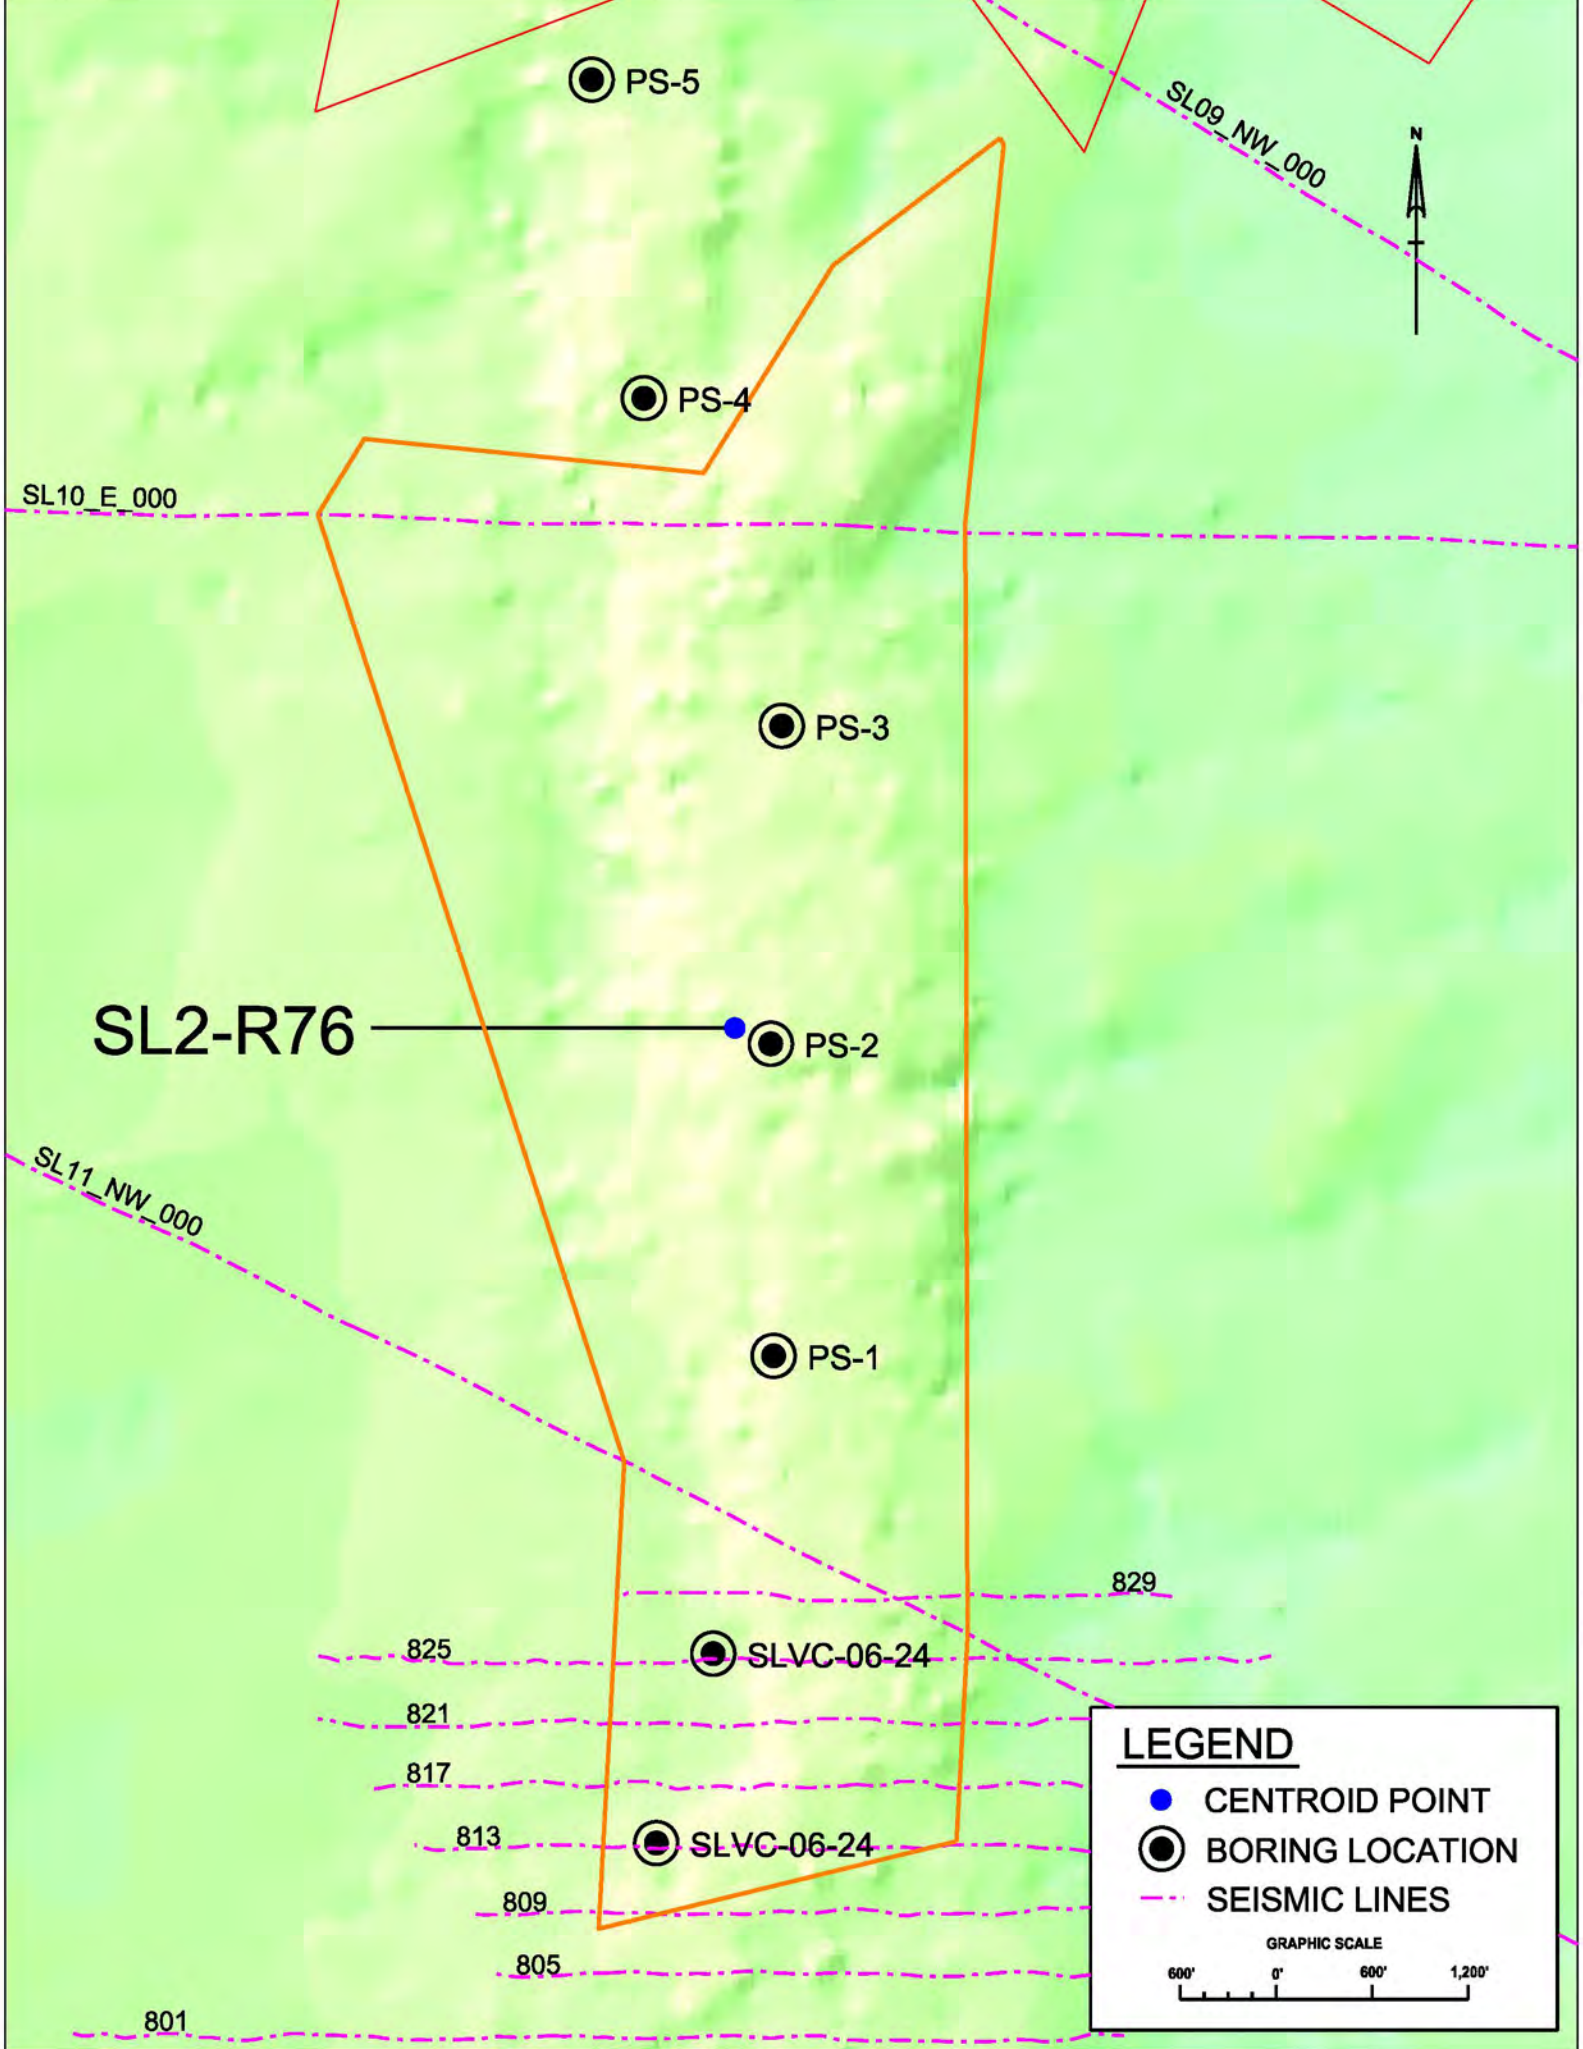 PS-5
SL09_NW_000
N
PS-4
SL10_E_000
PS-3
SL2-R76
PS-2
SL11_NW_000
PS-1
829
825
SLVC-06-24
821
817
813
SLVC-06-24
809
805
801
LEGEND
CENTROID POINT
BORING LOCATION
SEISMIC LINES
GRAPHIC SCALE
600' 0' 600' 1,200'